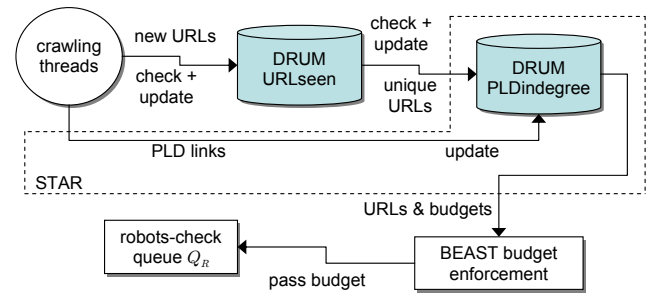 crawling
threads
new URLs
check +
update
DRUM
URLseen
check +
update
unique
URLs
DRUM
PLDindegree
PLD links
update
STAR
URLs & budgets
robots-check
queue Q_R
pass budget
BEAST budget
enforcement